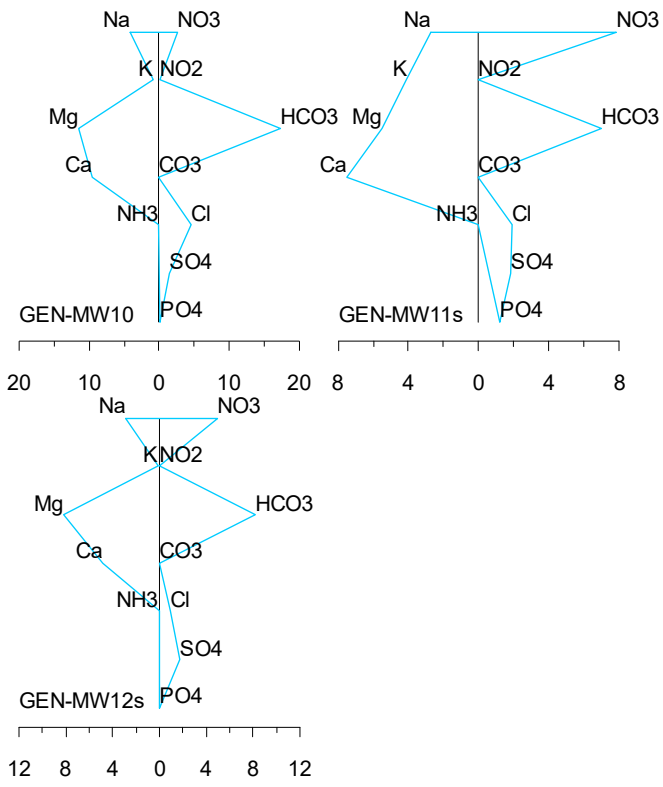 Na NO3
K NO2
Mg HCO3
Ca CO3
NH3 Cl
SO4
GEN-MW10 PO4
20 10 0 10 20
Na NO3
K NO2
Mg HCO3
Ca CO3
NH3 Cl
SO4
GEN-MW11s PO4
8 4 0 4 8
Na NO3
K NO2
Mg HCO3
Ca CO3
NH3 Cl
SO4
GEN-MW12s PO4
12 8 4 0 4 8 12